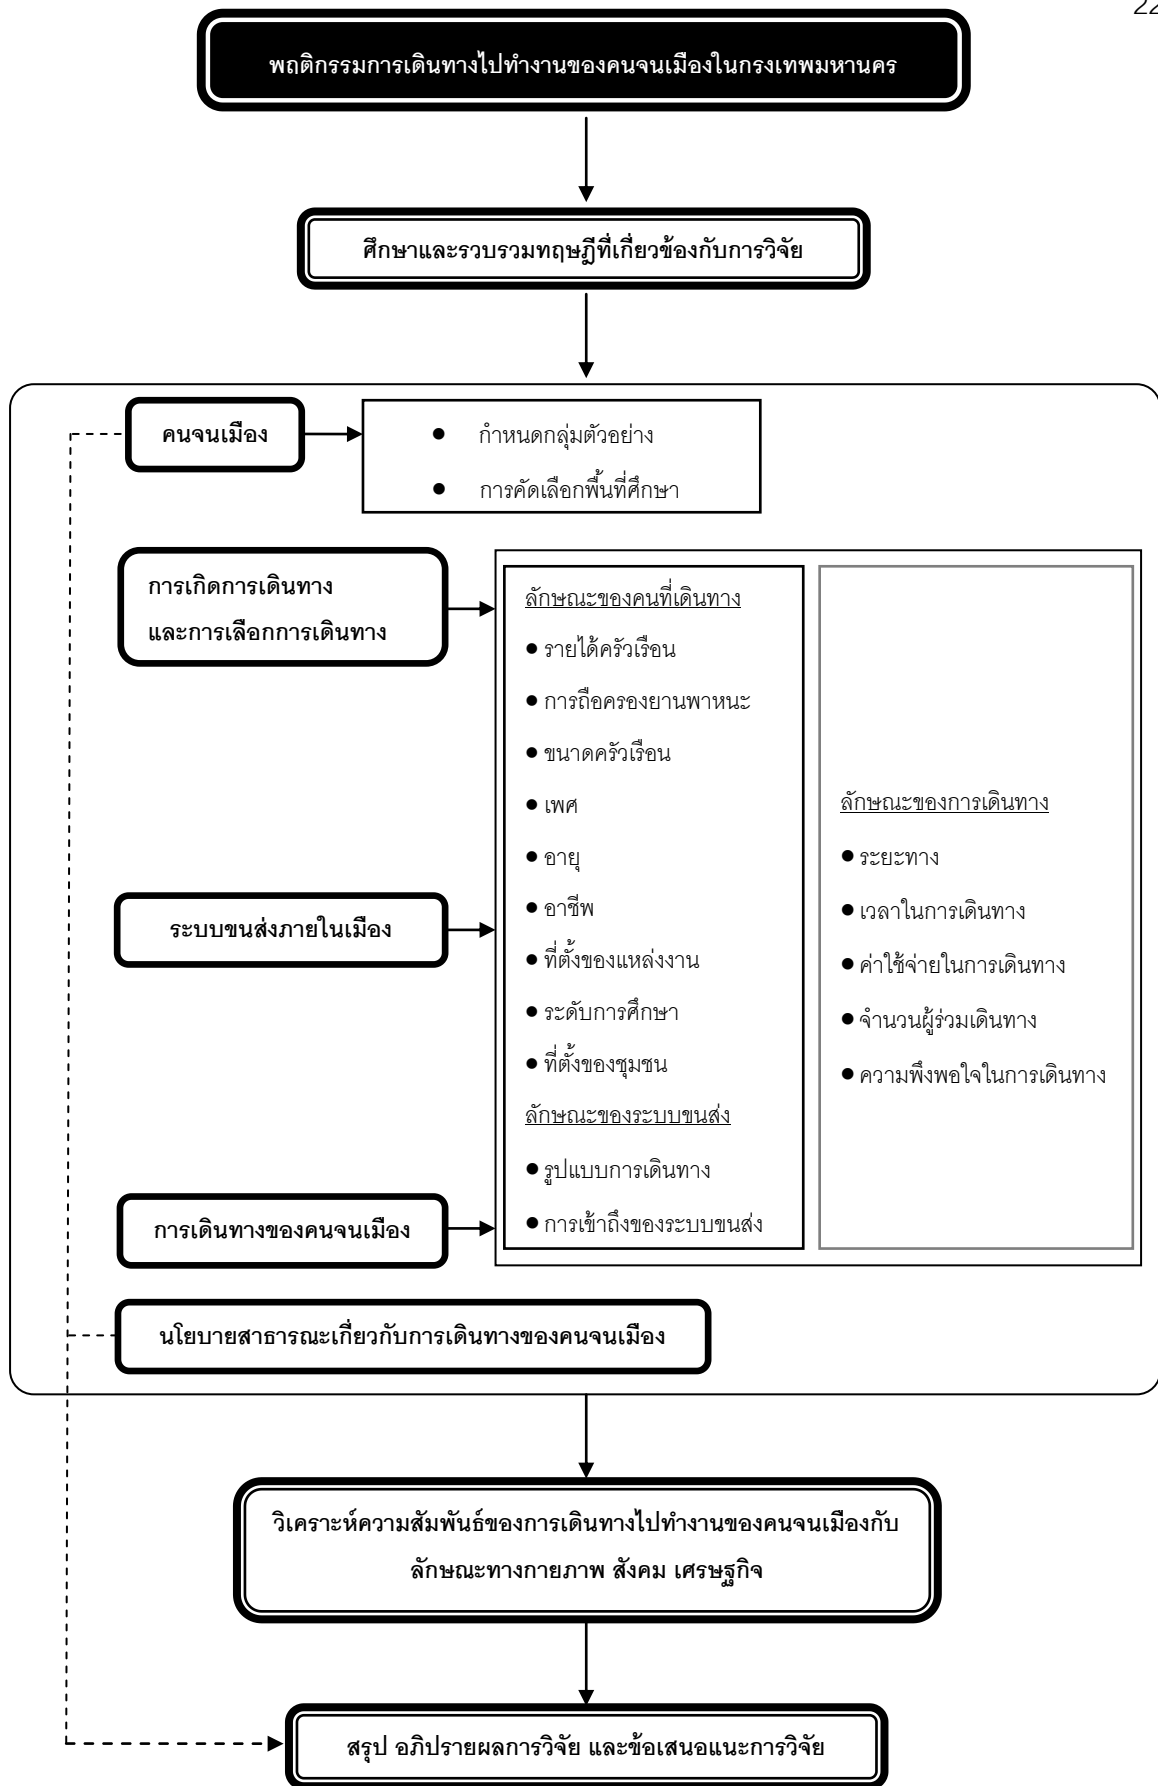 22
พฤติกรรมการเดินทางไปทำงานของคนจนเมืองในกรุงเทพมหานคร
ศึกษาและรวบรวมทฤษฎีที่เกี่ยวข้องกับการวิจัย
คนจนเมือง
● กำหนดกลุ่มตัวอย่าง
● การคัดเลือกพื้นที่ศึกษา
การเกิดการเดินทาง
และการเลือกการเดินทาง
ระบบขนส่งภายในเมือง
การเดินทางของคนจนเมือง
ลักษณะของคนที่เดินทาง
● รายได้ครัวเรือน
● การถือครองยานพาหนะ
● ขนาดครัวเรือน
● เพศ
● อายุ
● อาชีพ
● ที่ตั้งของแหล่งงาน
● ระดับการศึกษา
● ที่ตั้งของชุมชน
ลักษณะของระบบขนส่ง
● รูปแบบการเดินทาง
● การเข้าถึงของระบบขนส่ง
ลักษณะของการเดินทาง
● ระยะทาง
● เวลาในการเดินทาง
● ค่าใช้จ่ายในการเดินทาง
● จำนวนผู้ร่วมเดินทาง
● ความพึงพอใจในการเดินทาง
นโยบายสาธารณะเกี่ยวกับการเดินทางของคนจนเมือง
วิเคราะห์ความสัมพันธ์ของการเดินทางไปทำงานของคนจนเมืองกับ
ลักษณะทางกายภาพ สังคม เศรษฐกิจ
สรุป อภิปรายผลการวิจัย และข้อเสนอแนะการวิจัย